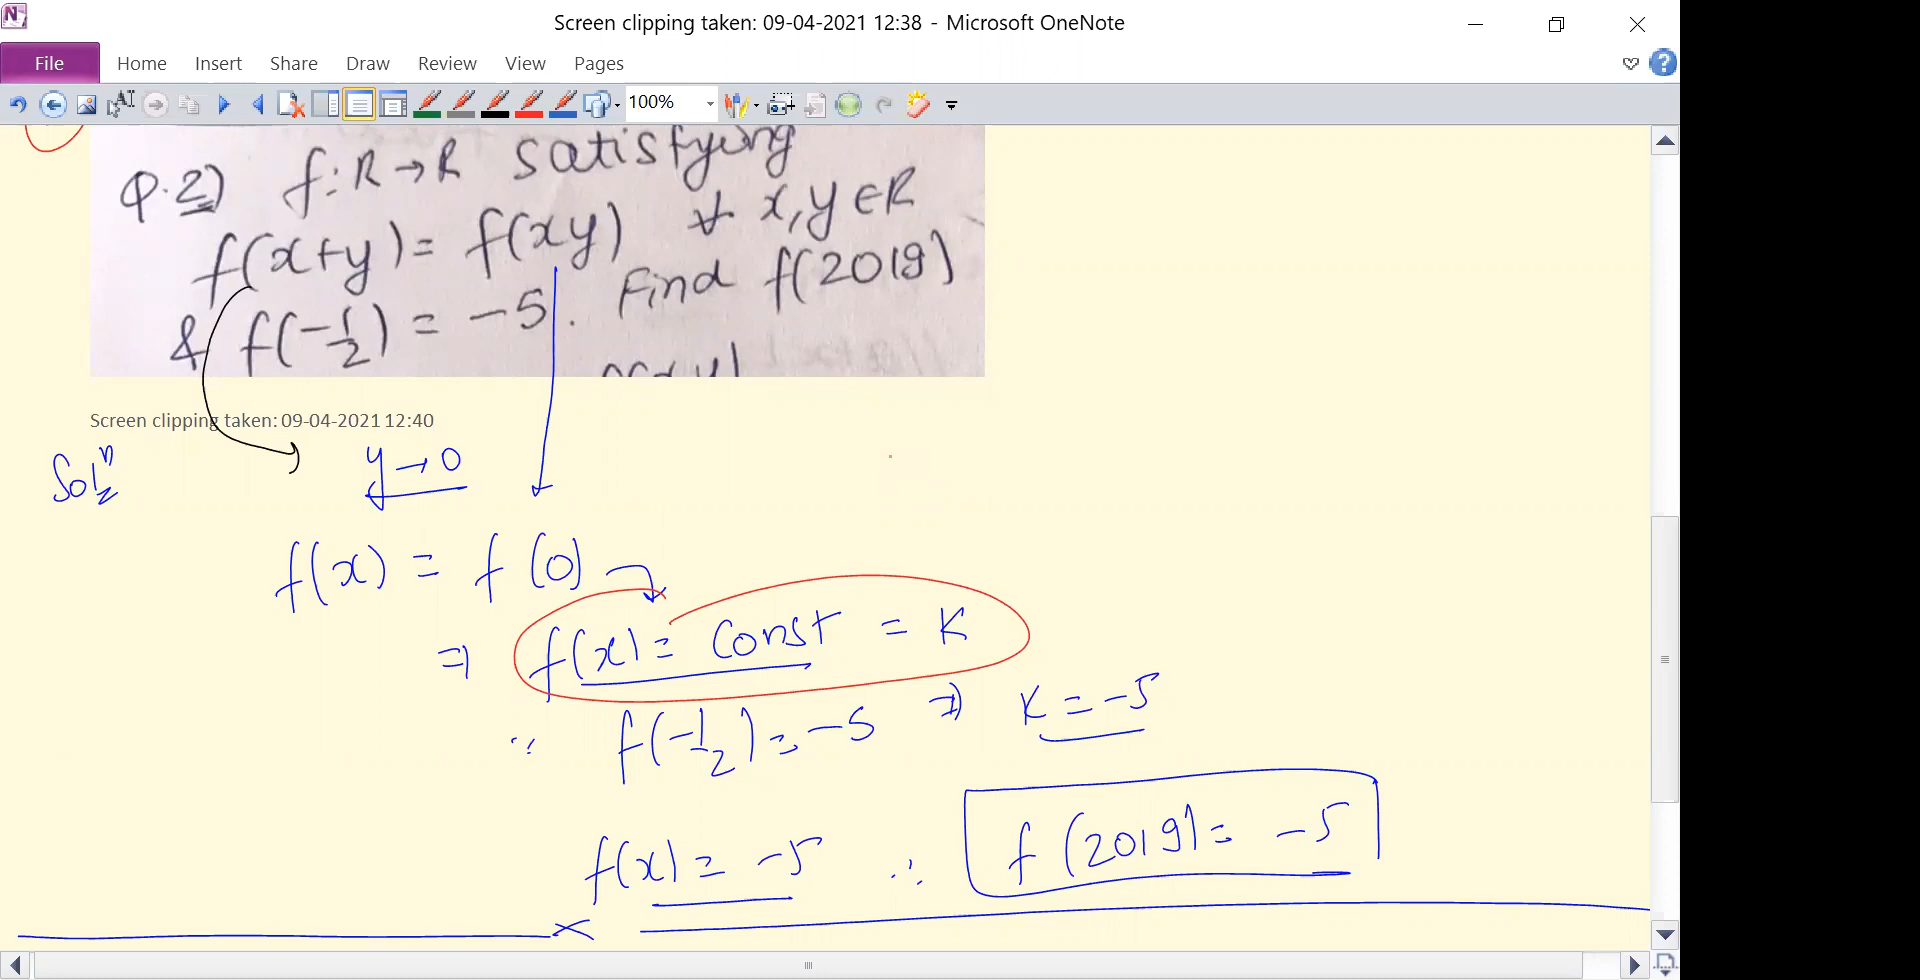 Screen clipping taken: 09-04-2021 12:38 - Microsoft OneNote
File Home Insert Share Draw Review View Pages
100%
Q.2) f:R→R satisfying
f(x+y) = f(xy) ∀ x,y∈R
& f(-1/2) = -5. Find f(2019)
Screen clipping taken: 09-04-2021 12:40
Solⁿ y→0
f(x) = f(0)
⇒ f(x) = const = K
∵ f(-1/2) = -5 ⇒ K = -5
f(x) = -5 ∴ f(2019) = -5